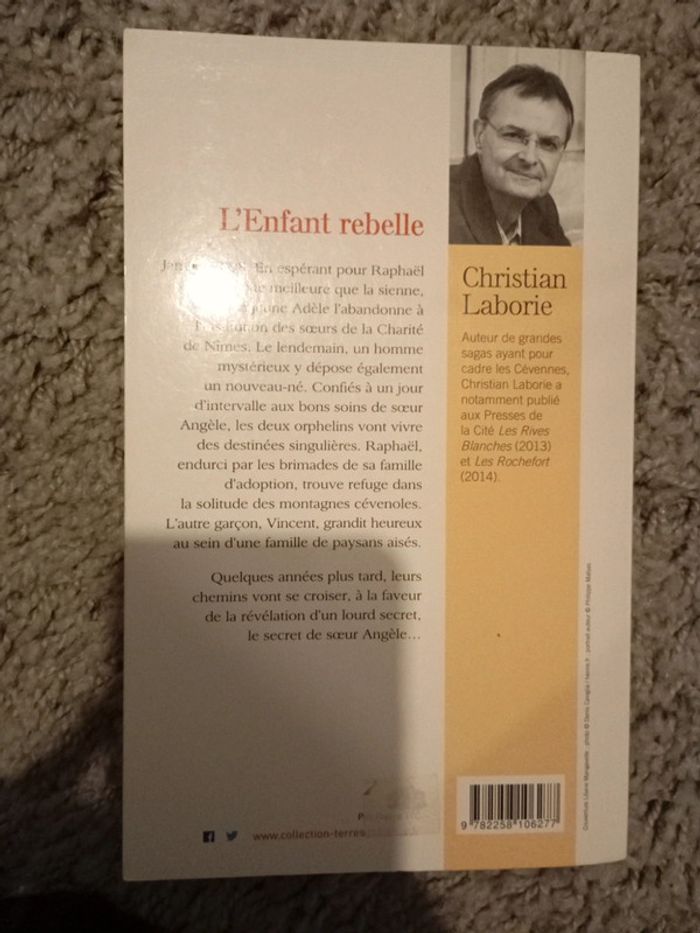 L'Enfant rebelle
En espérant pour Raphaël
meilleure que la sienne,
Adèle l'abandonne à
des sœurs de la Charité
de Nîmes. Le lendemain, un homme
mystérieux y dépose également
un nouveau-né. Confiés à un jour
d'intervalle aux bons soins de sœur
Angèle, les deux orphelins vont vivre
des destinées singulières. Raphaël,
endurci par les brimades de sa famille
d'adoption, trouve refuge dans
la solitude des montagnes cévenoles.
L'autre garçon, Vincent, grandit heureux
au sein d'une famille de paysans aisés.
Quelques années plus tard, leurs
chemins vont se croiser, à la faveur
de la révélation d'un lourd secret,
le secret de sœur Angèle...
www.collection-terres
Christian
Laborie
Auteur de grandes
sagas ayant pour
cadre les Cévennes,
Christian Laborie a
notamment publié
aux Presses de
la Cité Les Rives
Blanches (2013)
et Les Rochefort
(2014).
9 782258 106277